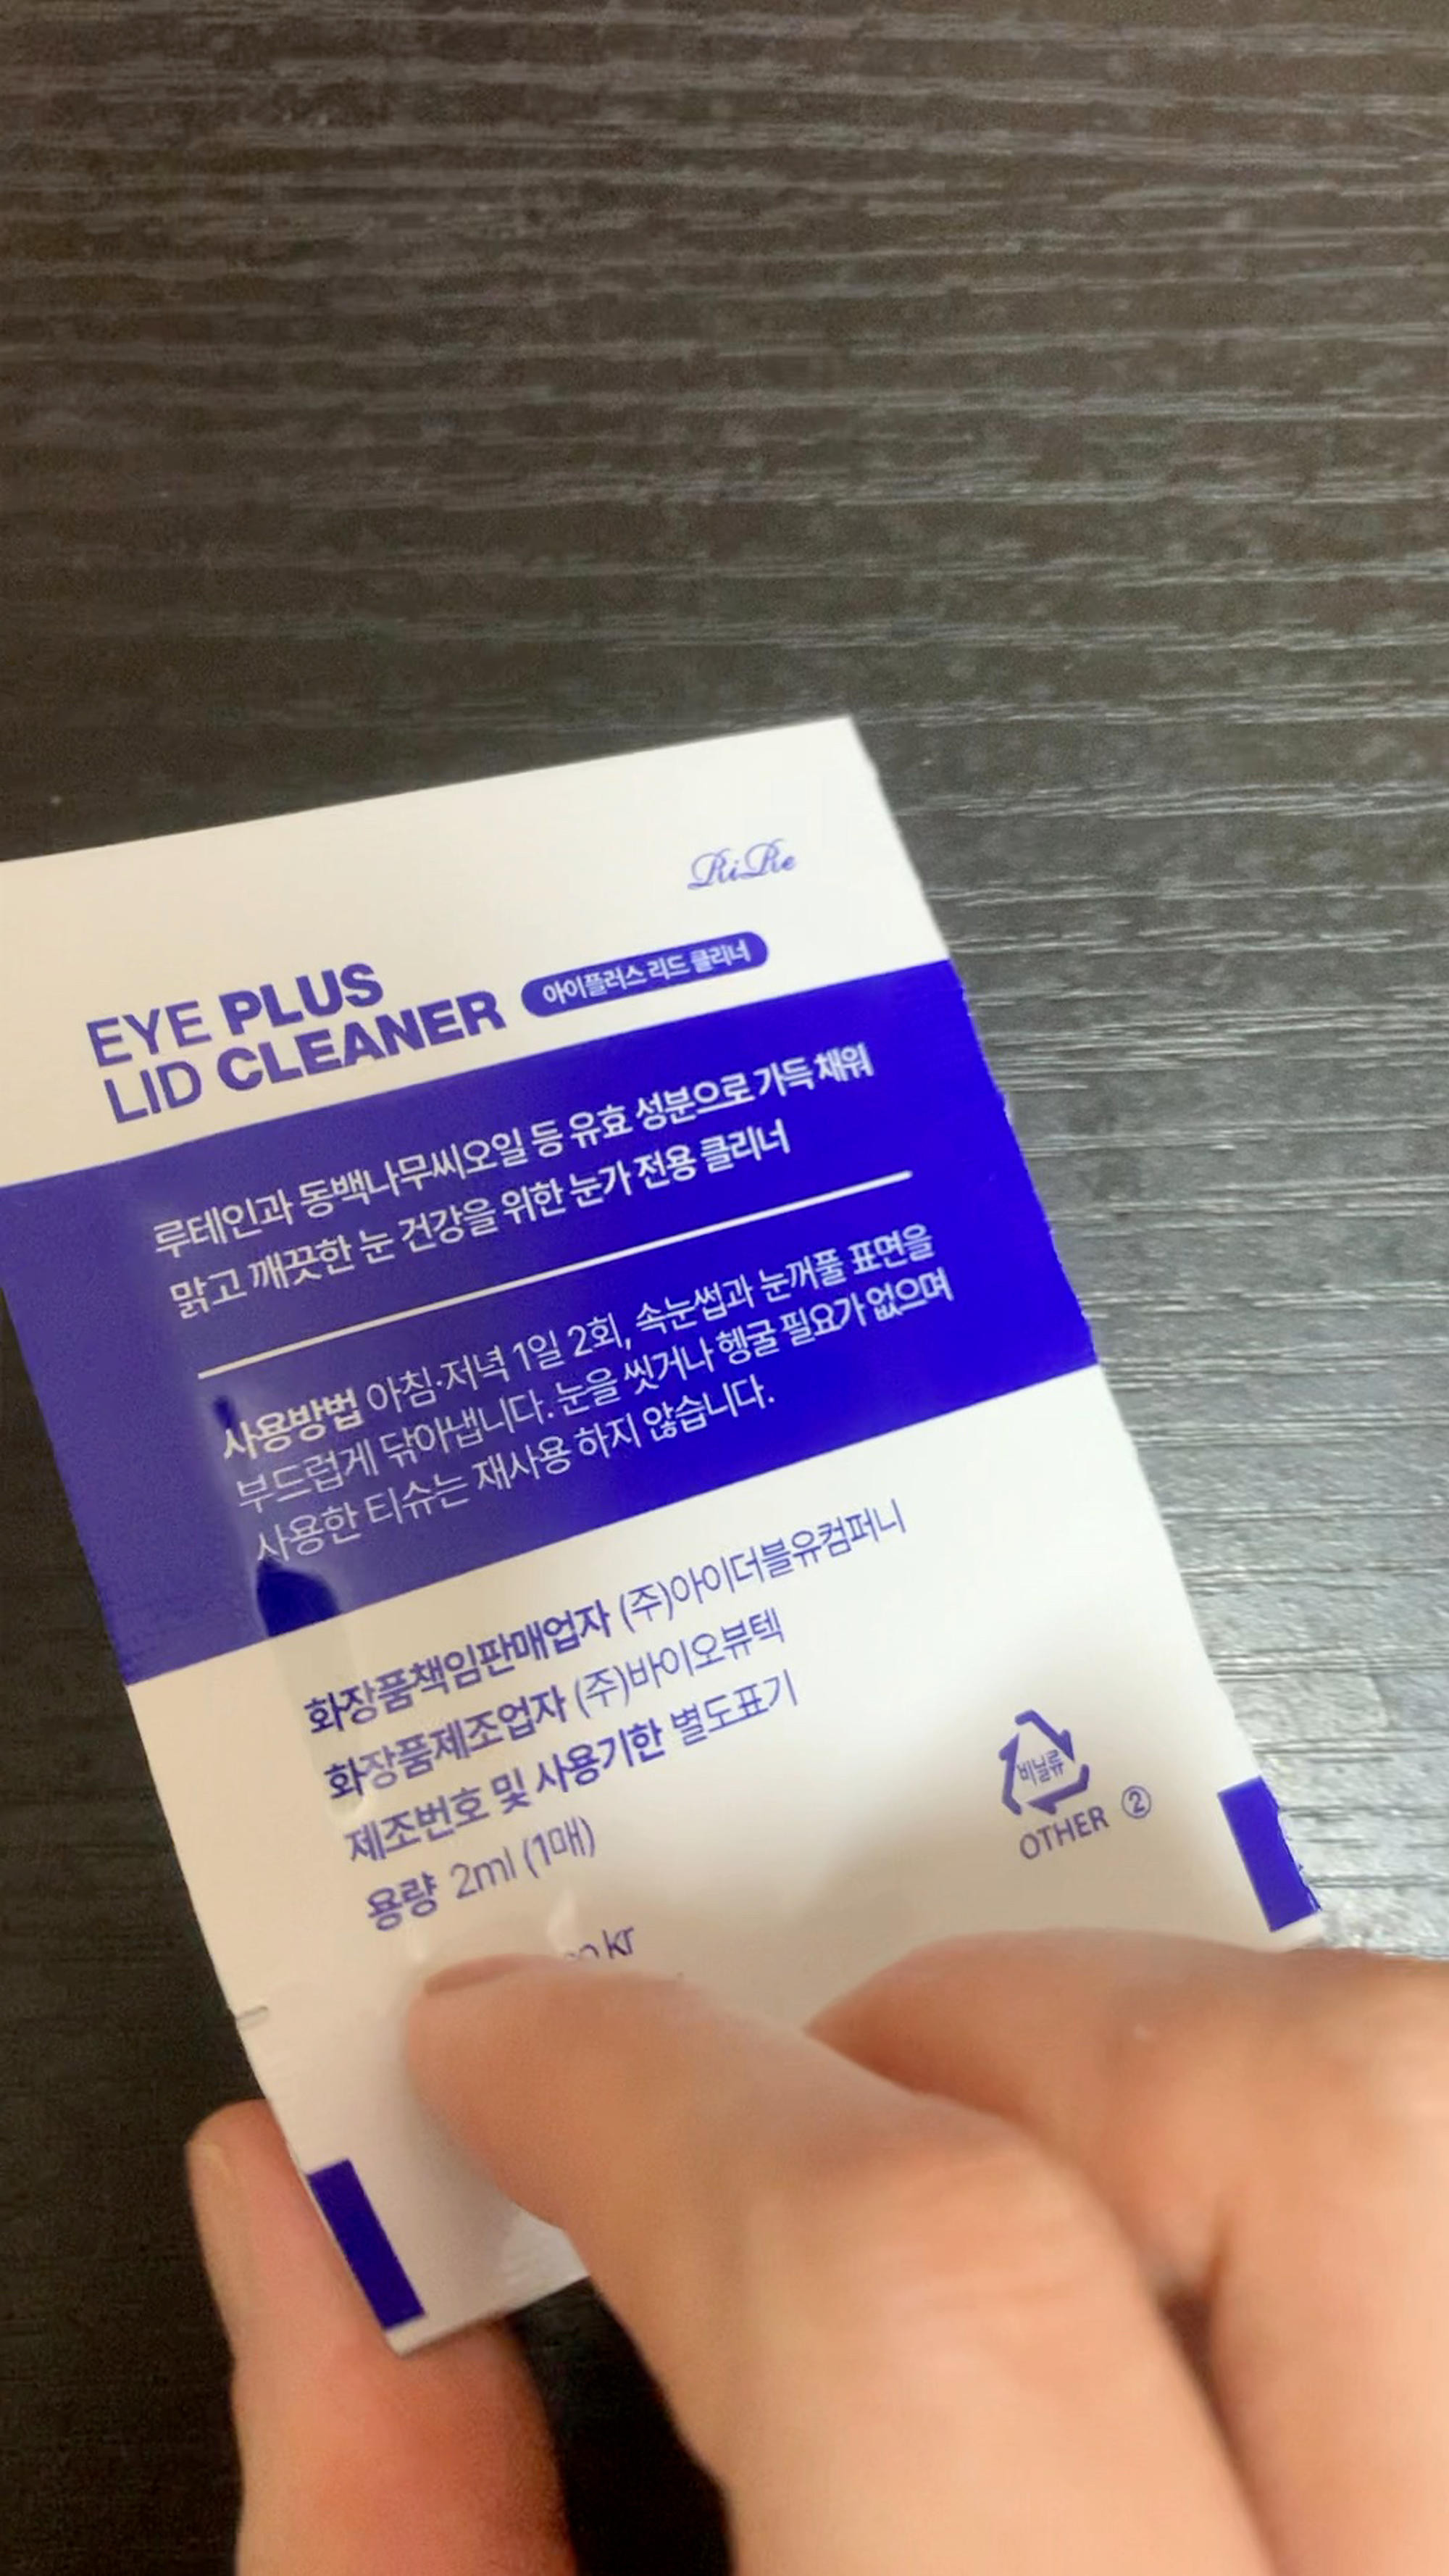 RiRe
EYE PLUS
LID CLEANER 아이플러스 리드 클리너
루테인과 동백나무씨오일 등 유효 성분으로 가득 채워
맑고 깨끗한 눈 건강을 위한 눈가 전용 클리너
사용방법 아침·저녁 1일 2회, 속눈썹과 눈꺼풀 표면을
부드럽게 닦아냅니다. 눈을 씻거나 헹굴 필요가 없으며
사용한 티슈는 재사용 하지 않습니다.
화장품책임판매업자 (주)아이더블유컴퍼니
화장품제조업자 (주)바이오뷰텍
제조번호 및 사용기한 별도표기
용량 2ml (1매)
kr
비닐류
OTHER ②